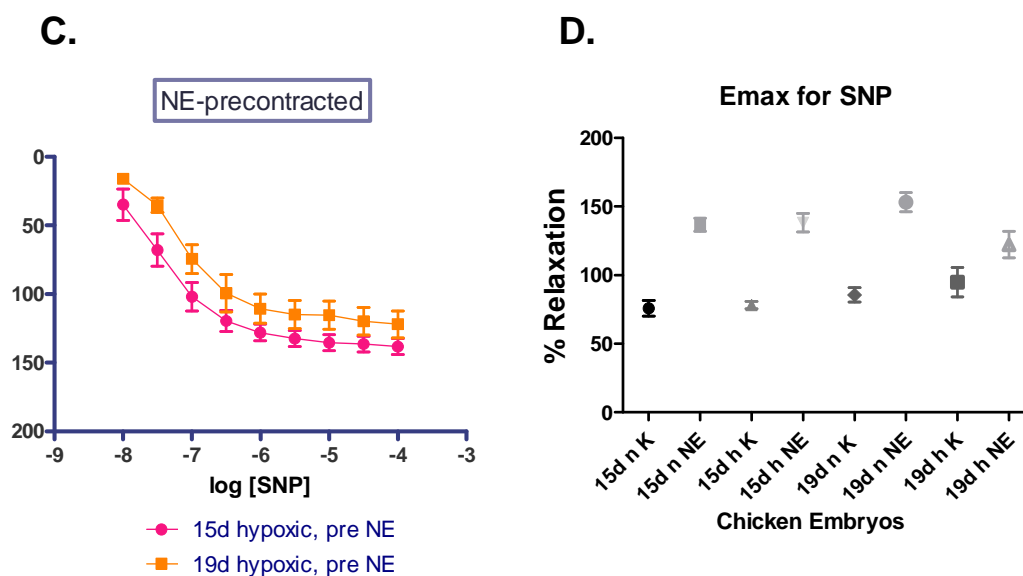 C.
NE-precontracted
0
50
100
150
200
-9 -8 -7 -6 -5 -4 -3
log [SNP]
15d hypoxic, pre NE
19d hypoxic, pre NE
D.
Emax for SNP
% Relaxation
200
150
100
50
0
15d n K
15d n NE
15d h K
15d h NE
19d n K
19d n NE
19d h K
19d h NE
Chicken Embryos